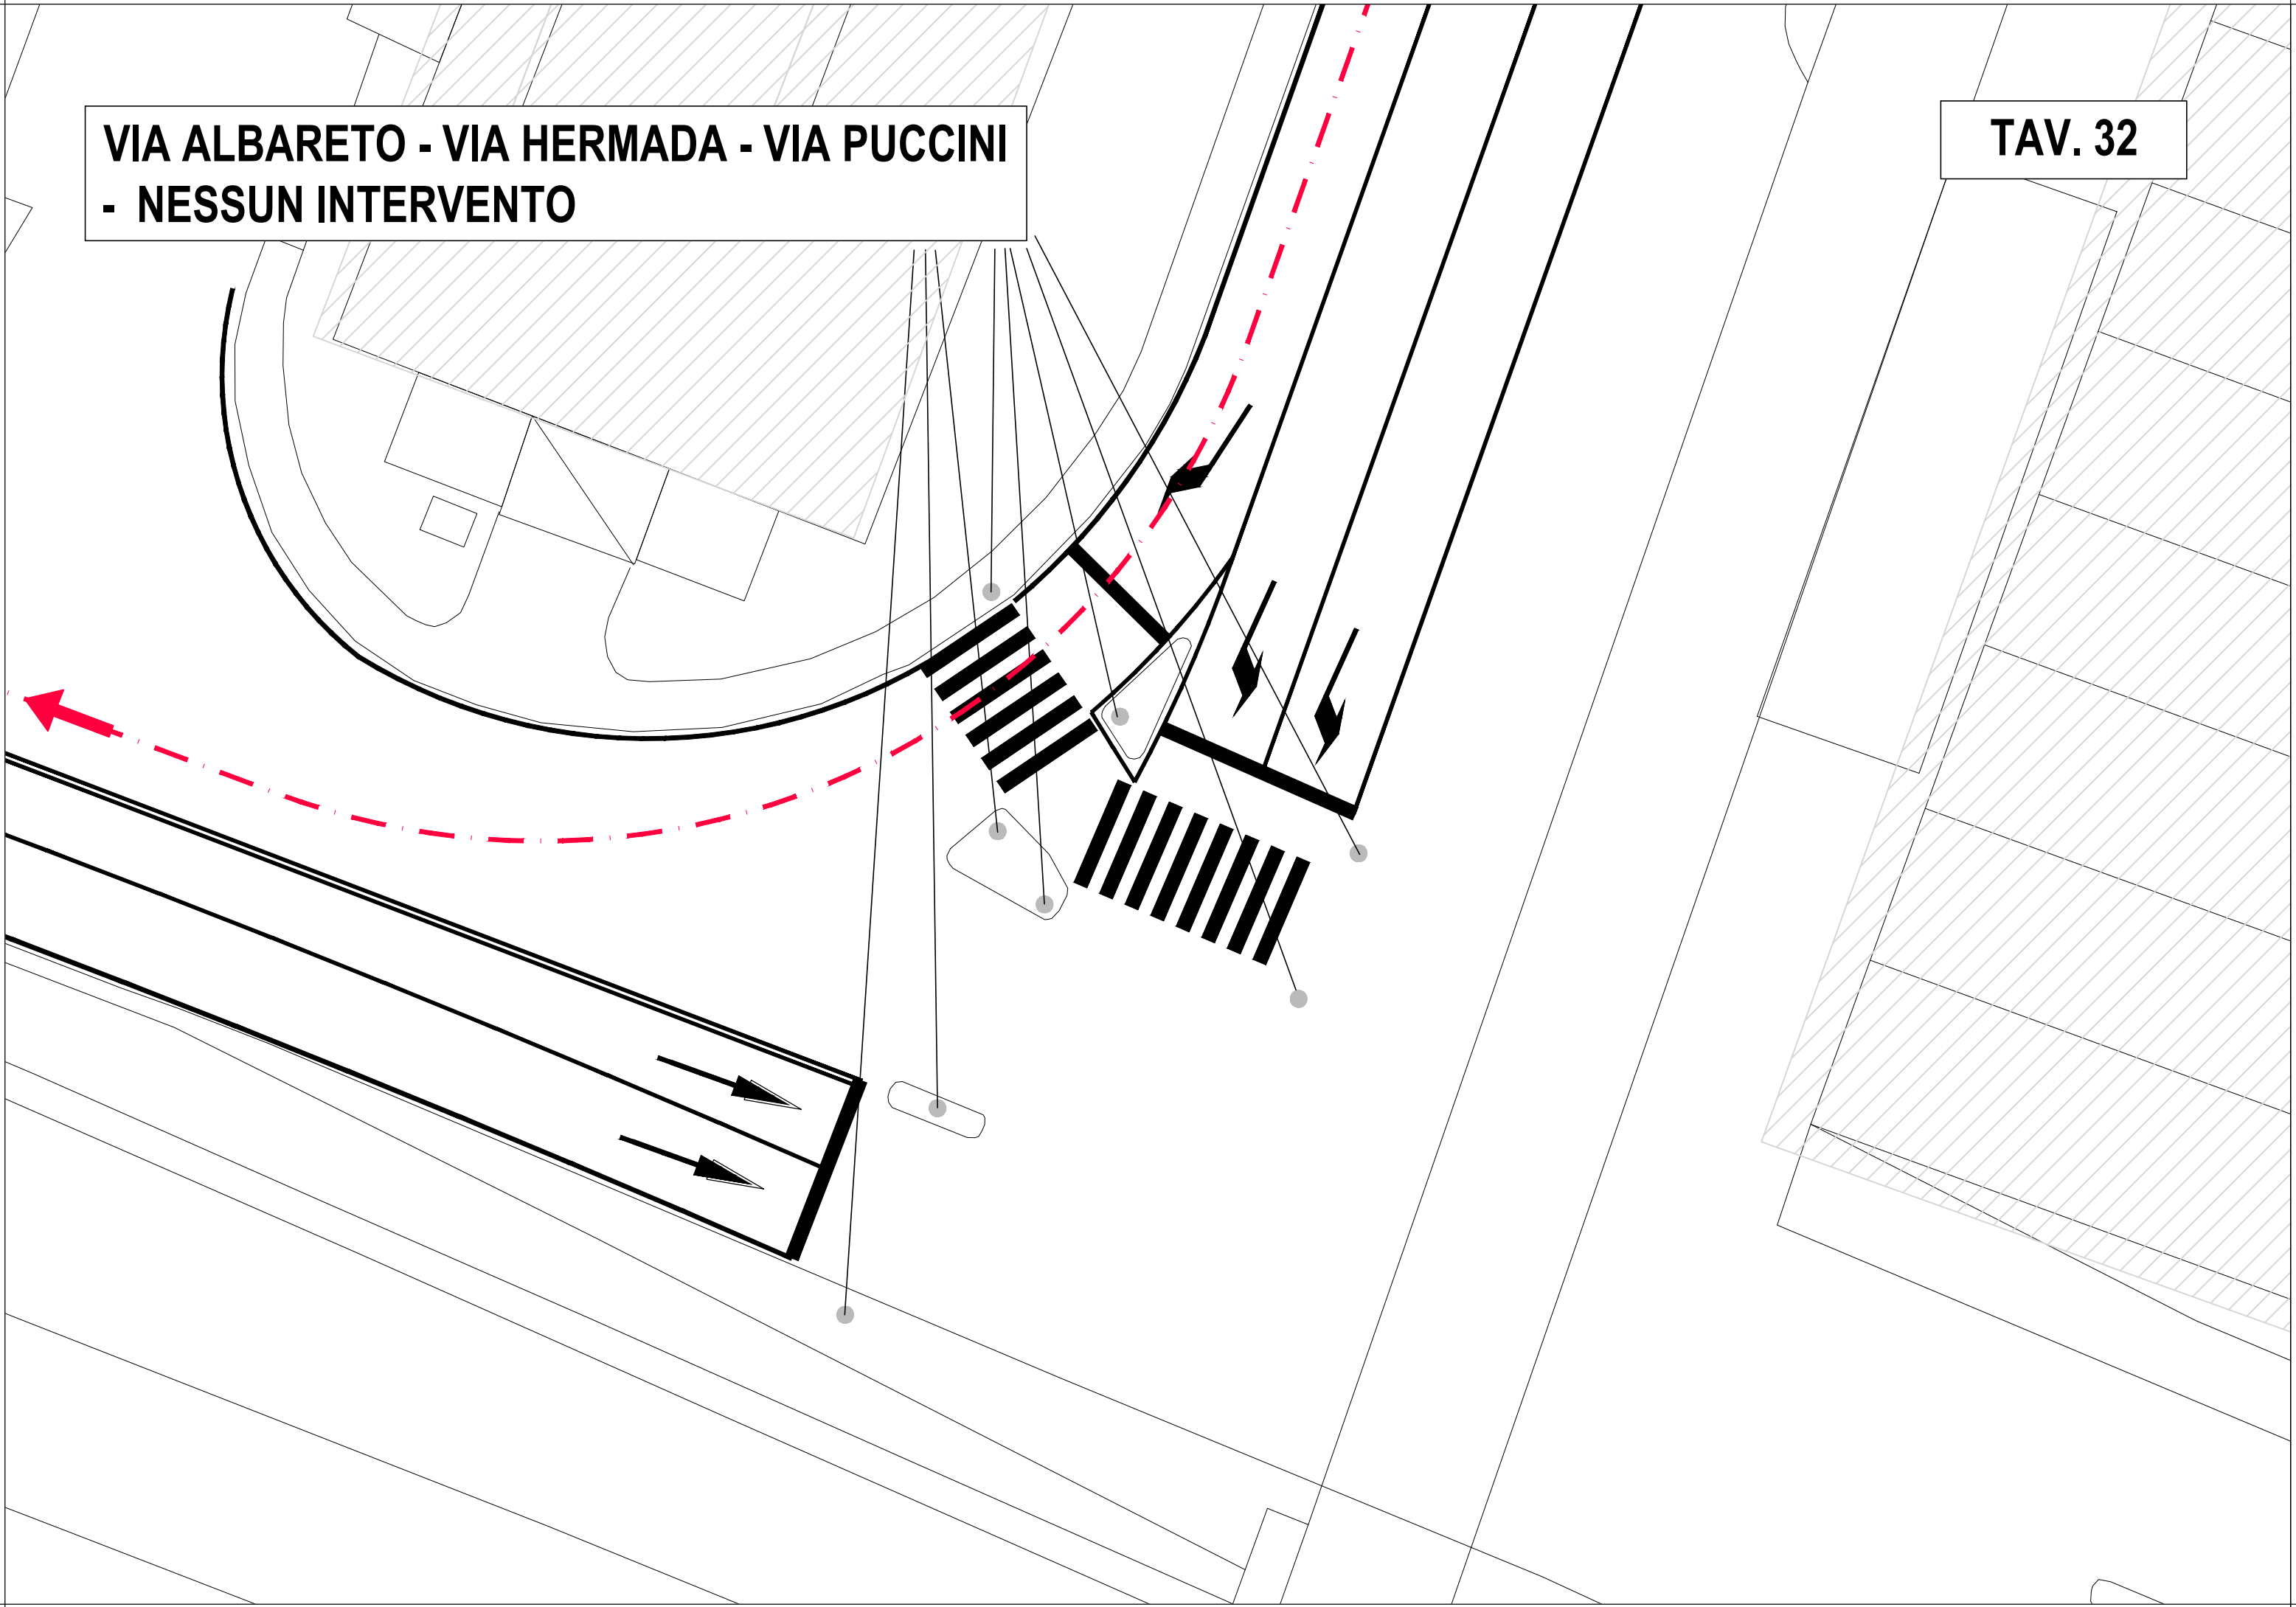 VIA ALBARETO - VIA HERMADA - VIA PUCCINI
- NESSUN INTERVENTO
TAV. 32